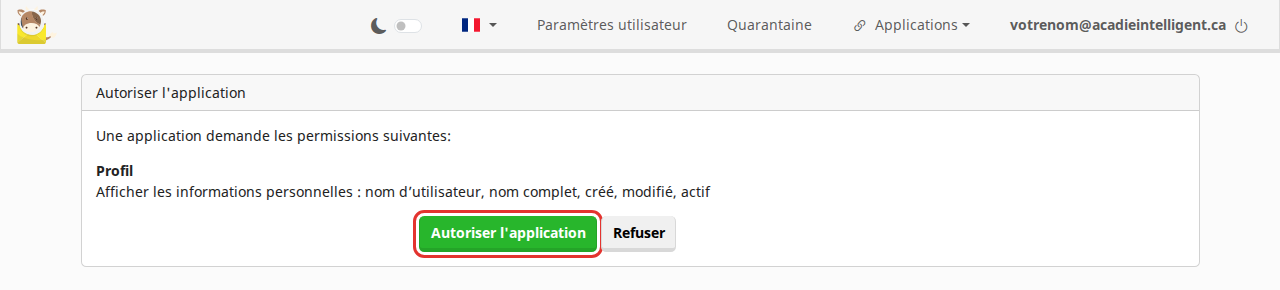 Paramètres utilisateur Quarantaine Applications votrenom@acadieintelligent.ca
Autoriser l'application
Une application demande les permissions suivantes:
Profil
Afficher les informations personnelles : nom d’utilisateur, nom complet, créé, modifié, actif
Autoriser l'application Refuser